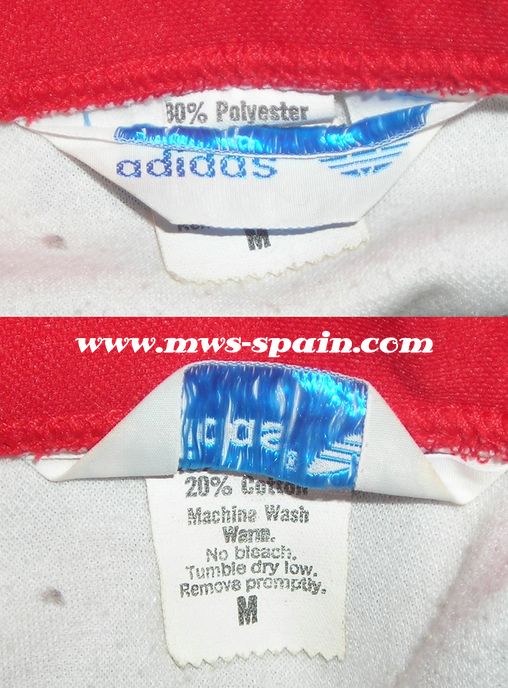 80% Polyester
adidas
M
www.mws-spain.com
20% Cotton
Machine Wash
Warm.
No bleach.
Tumble dry low.
Remove promptly.
M